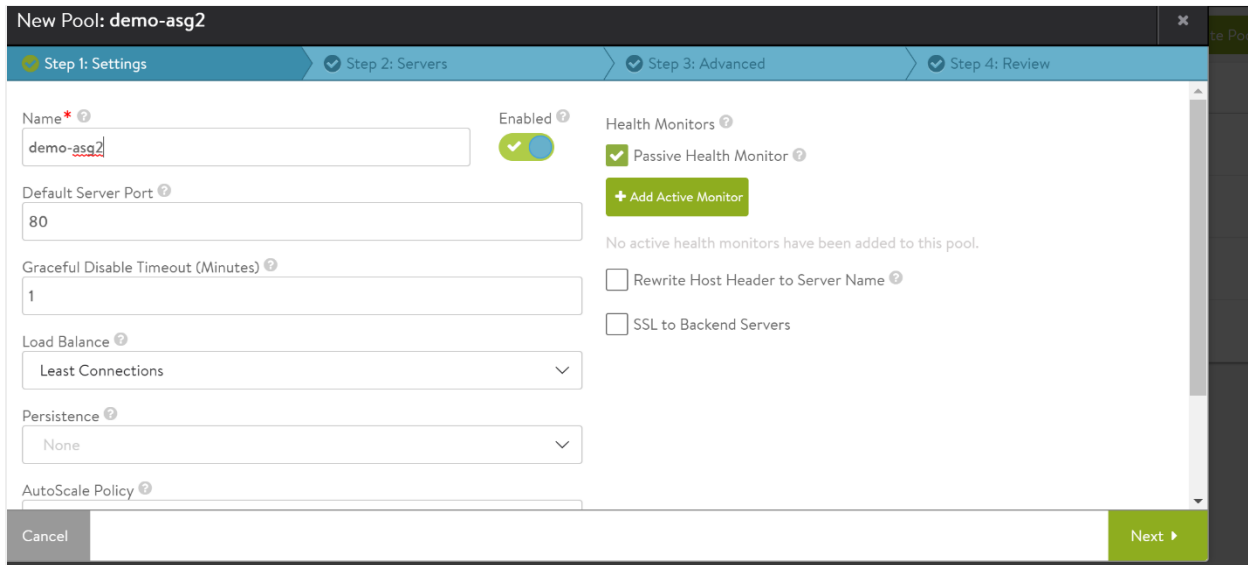 New Pool: demo-asg2
te Poo
Step 1: Settings
Step 2: Servers
Step 3: Advanced
Step 4: Review
Name*
Enabled
demo-asg2
Default Server Port
80
Graceful Disable Timeout (Minutes)
1
Load Balance
Least Connections
Persistence
None
AutoScale Policy
Health Monitors
Passive Health Monitor
+ Add Active Monitor
No active health monitors have been added to this pool.
Rewrite Host Header to Server Name
SSL to Backend Servers
Cancel
Next